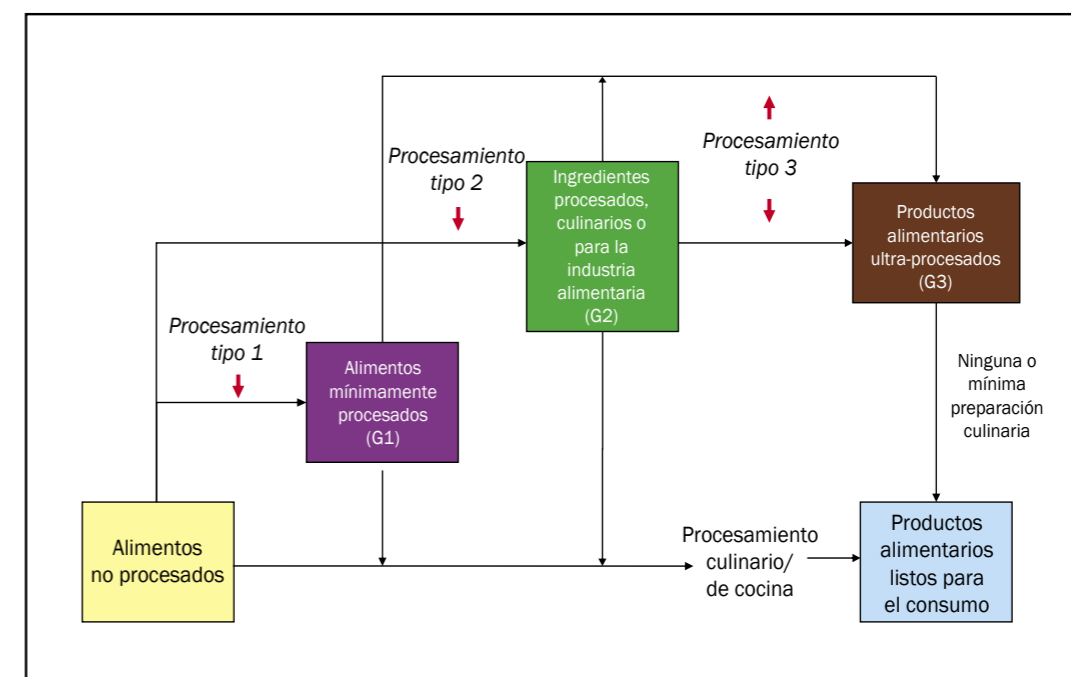 Procesamiento
tipo 2
Procesamiento
tipo 3
Ingredientes
procesados,
culinarios o
para la
industria
alimentaria
(G2)
Productos
alimentarios
ultra-procesados
(G3)
Procesamiento
tipo 1
Alimentos
mínimamente
procesados
(G1)
Ninguna o
mínima
preparación
culinaria
Alimentos
no procesados
Procesamiento
culinario/
de cocina
Productos
alimentarios
listos para
el consumo